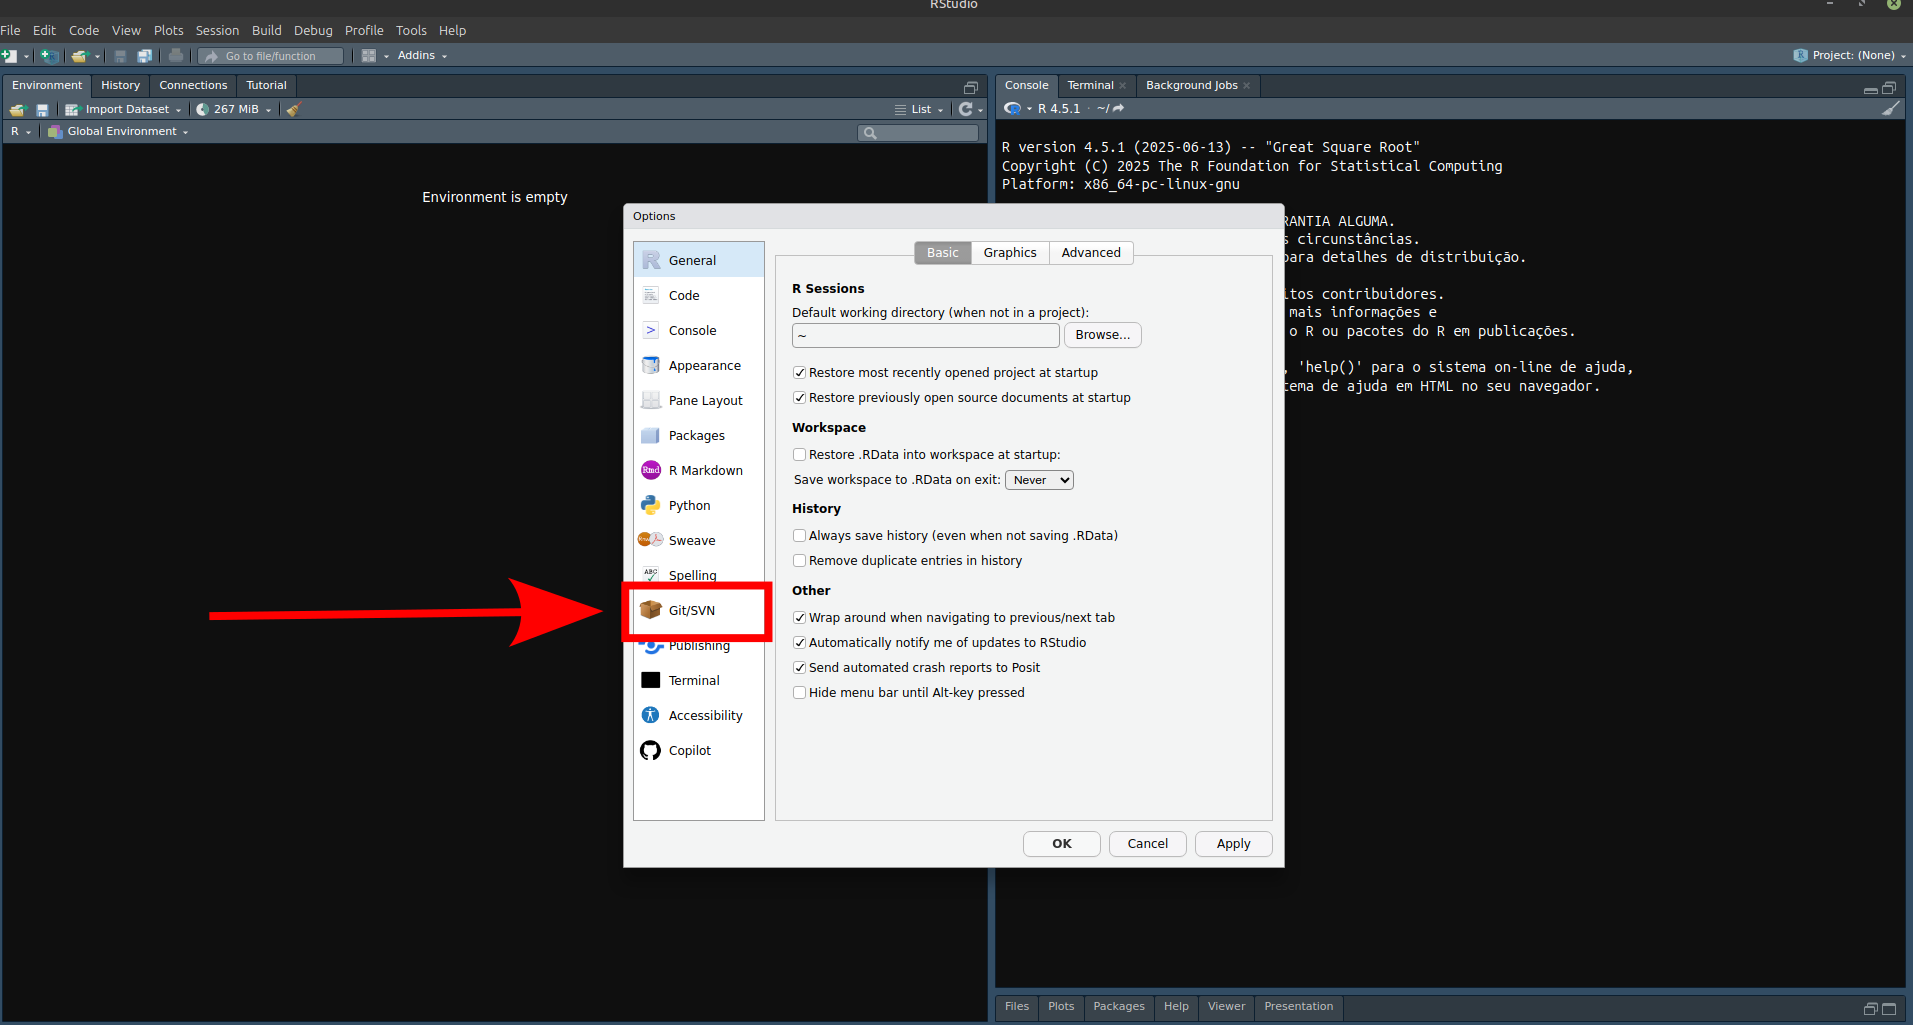 RStudio
File Edit Code View Plots Session Build Debug Profile Tools Help
Go to file/function Addins Project: (None)
Environment History Connections Tutorial
Import Dataset 267 MiB List
R Global Environment
Environment is empty
Console Terminal Background Jobs
R 4.5.1 · ~/
R version 4.5.1 (2025-06-13) -- "Great Square Root"
Copyright (C) 2025 The R Foundation for Statistical Computing
Platform: x86_64-pc-linux-gnu
RANTIA ALGUMA.
s circunstâncias.
para detalhes de distribuição.
itos contribuidores.
mais informações e
o R ou pacotes do R em publicações.
, 'help()' para o sistema on-line de ajuda,
tema de ajuda em HTML no seu navegador.
Options
General
Code
Console
Appearance
Pane Layout
Packages
Rmd R Markdown
Python
Sweave
ABC Spelling
Git/SVN
Publishing
Terminal
Accessibility
Copilot
Basic Graphics Advanced
R Sessions
Default working directory (when not in a project):
~ Browse...
Restore most recently opened project at startup
Restore previously open source documents at startup
Workspace
Restore .RData into workspace at startup:
Save workspace to .RData on exit: Never
History
Always save history (even when not saving .RData)
Remove duplicate entries in history
Other
Wrap around when navigating to previous/next tab
Automatically notify me of updates to RStudio
Send automated crash reports to Posit
Hide menu bar until Alt-key pressed
OK Cancel Apply
Files Plots Packages Help Viewer Presentation